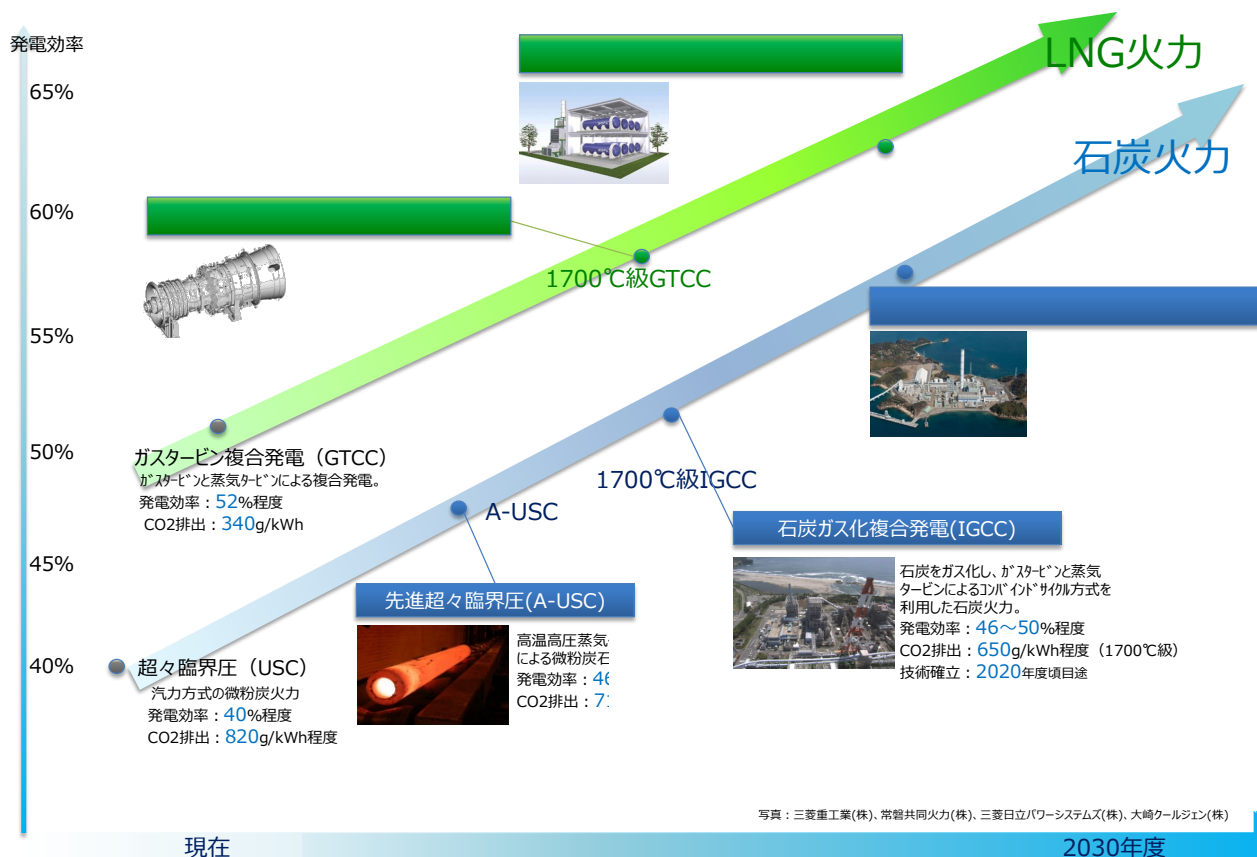 発電効率
65%
60%
55%
50%
45%
40%
LNG火力
石炭火力
1700℃級GTCC
ガスタービン複合発電（GTCC）
ｶﾞｽﾀｰﾋﾞﾝと蒸気ﾀｰﾋﾞﾝによる複合発電。
発電効率：52%程度
CO2排出：340g/kWh
1700℃級IGCC
A-USC
石炭ガス化複合発電(IGCC)
石炭をガス化し、ｶﾞｽﾀｰﾋﾞﾝと蒸気
タービンによるｺﾝﾊﾞｲﾝﾄﾞｻｲｸﾙ方式を
利用した石炭火力。
発電効率：46～50%程度
CO2排出：650g/kWh程度（1700℃級）
技術確立：2020年度頃目途
先進超々臨界圧(A-USC)
高温高圧蒸気
による微粉炭石
発電効率：46
CO2排出：71
超々臨界圧（USC）
汽力方式の微粉炭火力
発電効率：40%程度
CO2排出：820g/kWh程度
写真：三菱重工業(株)、常磐共同火力(株)、三菱日立パワーシステムズ(株)、大崎クールジェン(株)
現在
2030年度